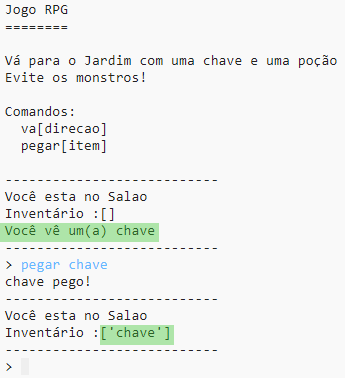 Jogo RPG
========
Vá para o Jardim com uma chave e uma poção
Evite os monstros!
Comandos:
  va[direcao]
  pegar[item]
---------------------------
Você esta no Salao
Inventário :[]
Você vê um(a) chave
---------------------------
> pegar chave
chave pego!
---------------------------
Você esta no Salao
Inventário :['chave']
---------------------------
>